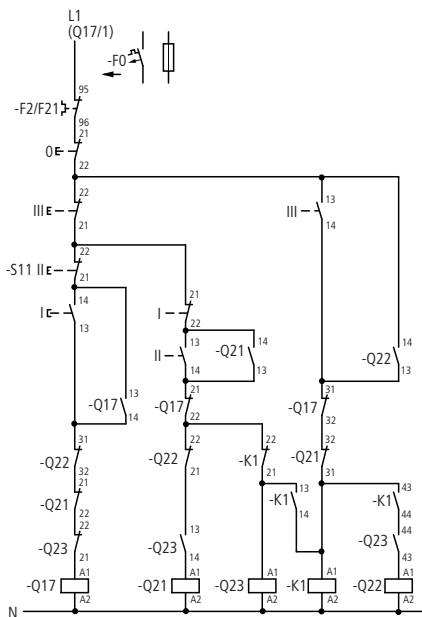 L1
(Q17/1)
-F0
95
-F2/F21
96
21
0
22
22
III
21
13
III
14
22
-S11 II
21
14
I
13
21
I
22
13
II
14
14
-Q21
13
14
-Q22
13
13
-Q17
14
21
-Q17
22
31
-Q17
32
31
-Q22
32
22
-Q22
21
22
-K1
21
32
-Q21
31
21
-Q21
22
13
-K1
14
43
-K1
44
22
-Q23
21
13
-Q23
14
44
-Q23
43
A1
-Q17
A2
A1
-Q21
A2
A1
-Q23
A2
A1
-K1
A2
A1
-Q22
A2
N